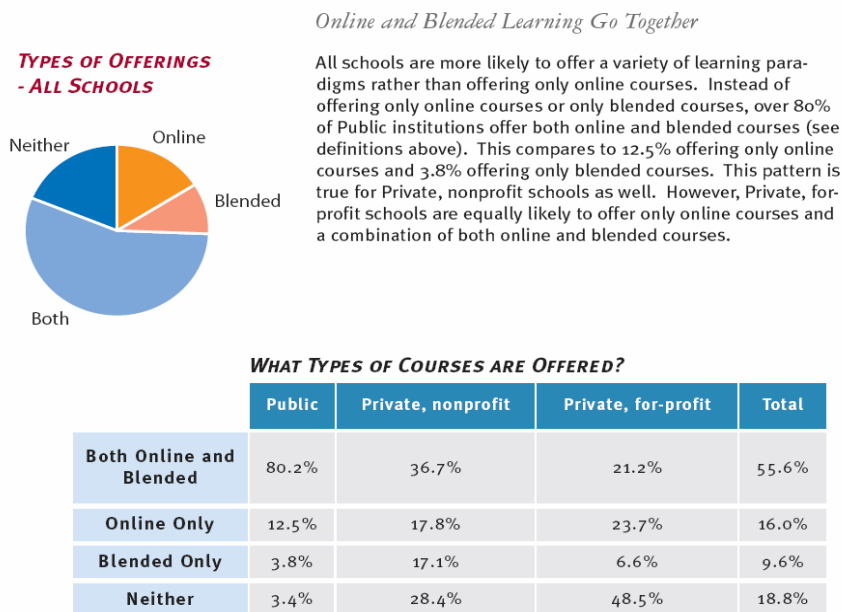 Online and Blended Learning Go Together
TYPES OF OFFERINGS
- ALL SCHOOLS
All schools are more likely to offer a variety of learning para-
digms rather than offering only online courses.  Instead of
offering only online courses or only blended courses, over 80%
of Public institutions offer both online and blended courses (see
definitions above).  This compares to 12.5% offering only online
courses and 3.8% offering only blended courses.  This pattern is
true for Private, nonprofit schools as well.  However, Private, for-
profit schools are equally likely to offer only online courses and
a combination of both online and blended courses.
Neither
Online
Blended
Both
WHAT TYPES OF COURSES ARE OFFERED?
Public Private, nonprofit Private, for-profit Total
Both Online and
Blended 80.2% 36.7% 21.2% 55.6%
Online Only 12.5% 17.8% 23.7% 16.0%
Blended Only 3.8% 17.1% 6.6% 9.6%
Neither 3.4% 28.4% 48.5% 18.8%